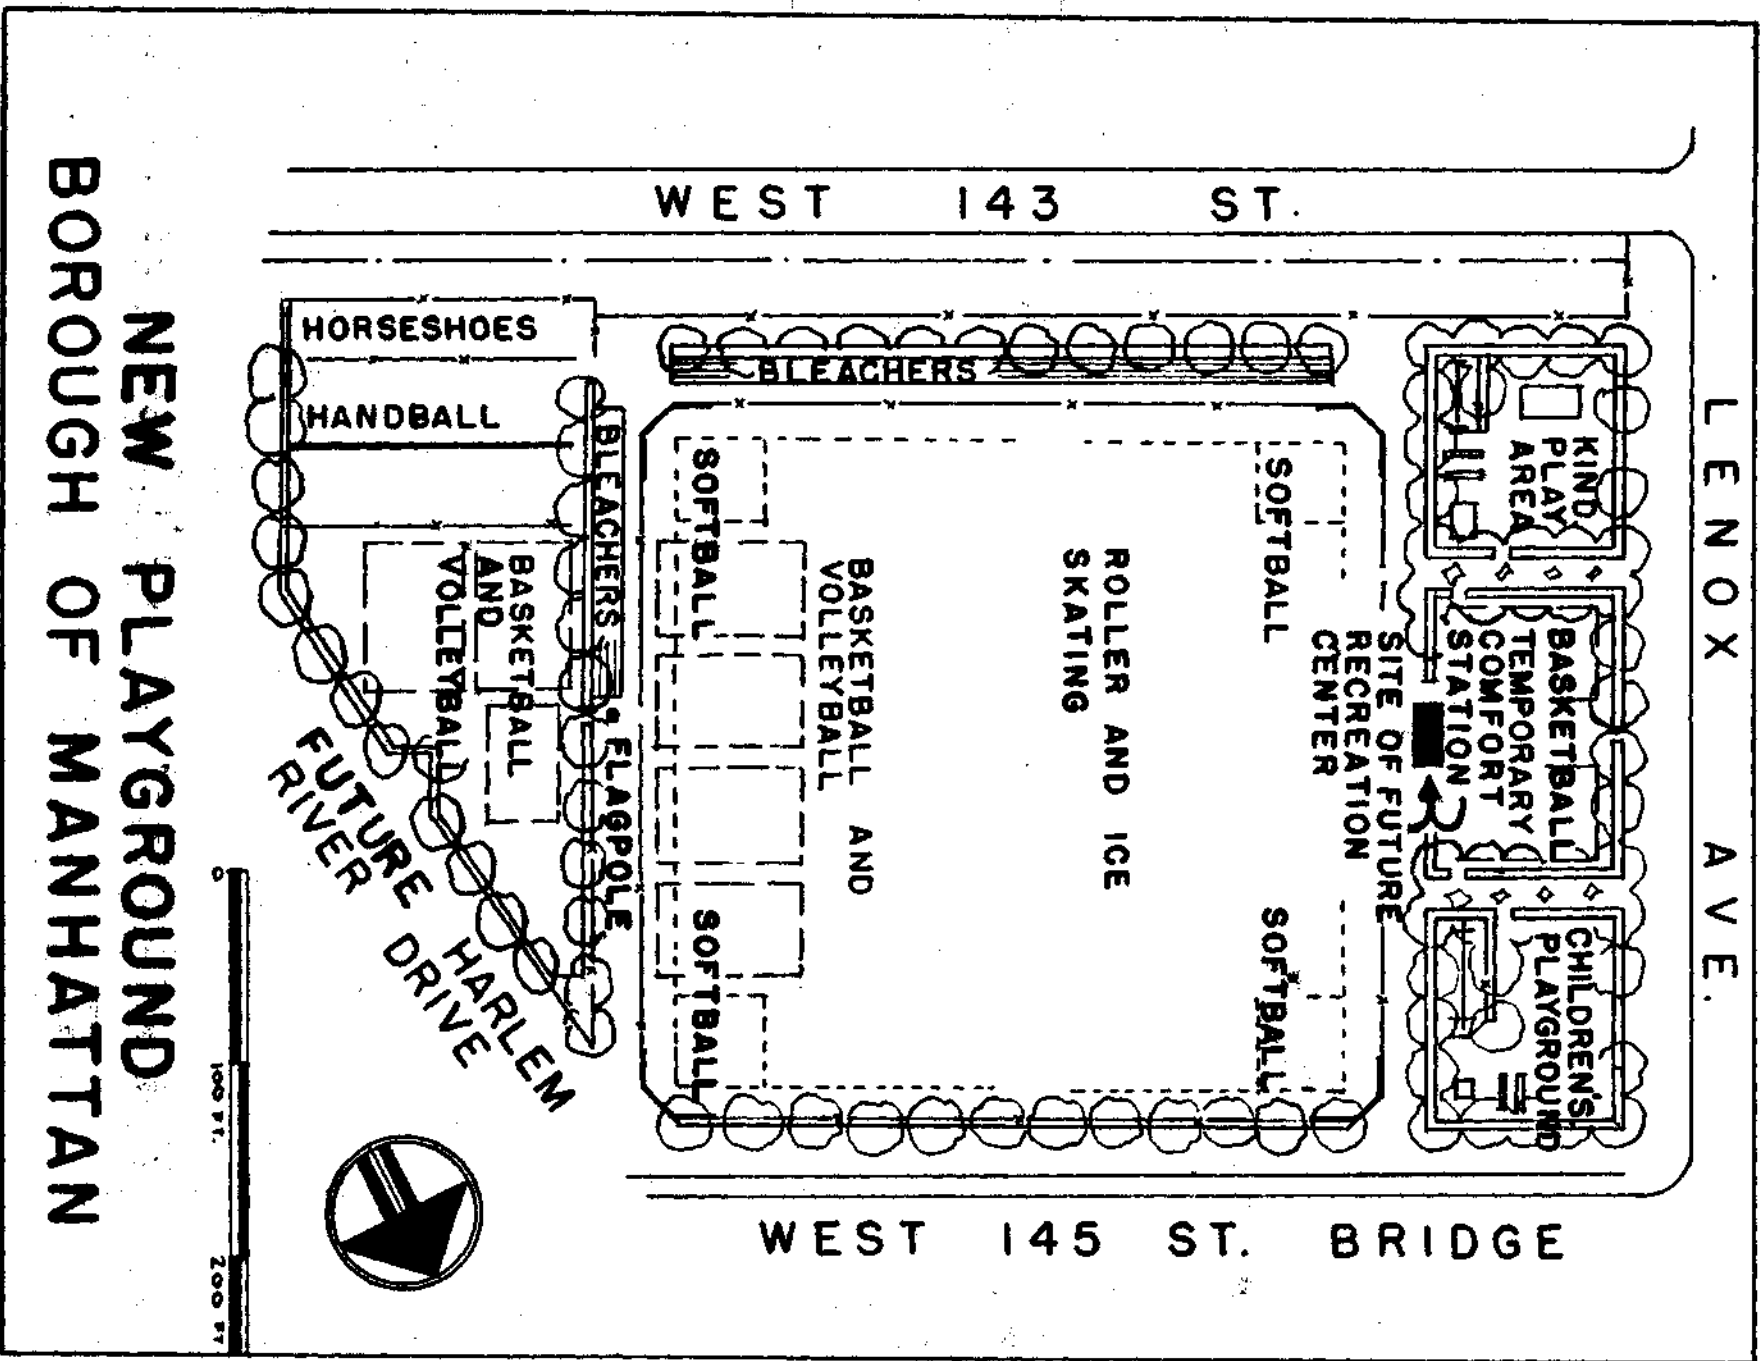 WEST 143 ST.
LENOX AVE.
HORSESHOES
HANDBALL
BLEACHERS
BLEACHERS
SOFTBALL
SOFTBALL
KIND
PLAY
AREA
BASKETBALL
AND
VOLLEYBALL
BASKETBALL AND
VOLLEYBALL
ROLLER AND ICE
SKATING
SITE OF FUTURE
RECREATION
CENTER
BASKETBALL
TEMPORARY
COMFORT
STATION
FLAGPOLE
SOFTBALL
SOFTBALL
CHILDREN'S
PLAYGROUND
FUTURE HARLEM
RIVER DRIVE
WEST 145 ST. BRIDGE
0 100 FT. 200 FT
NEW PLAYGROUND
BOROUGH OF MANHATTAN